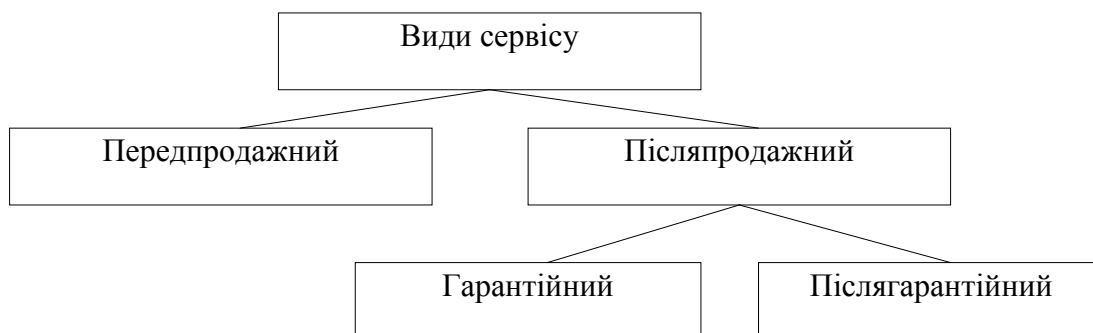 Види сервісу
Передпродажний
Післяпродажний
Гарантійний
Післягарантійний